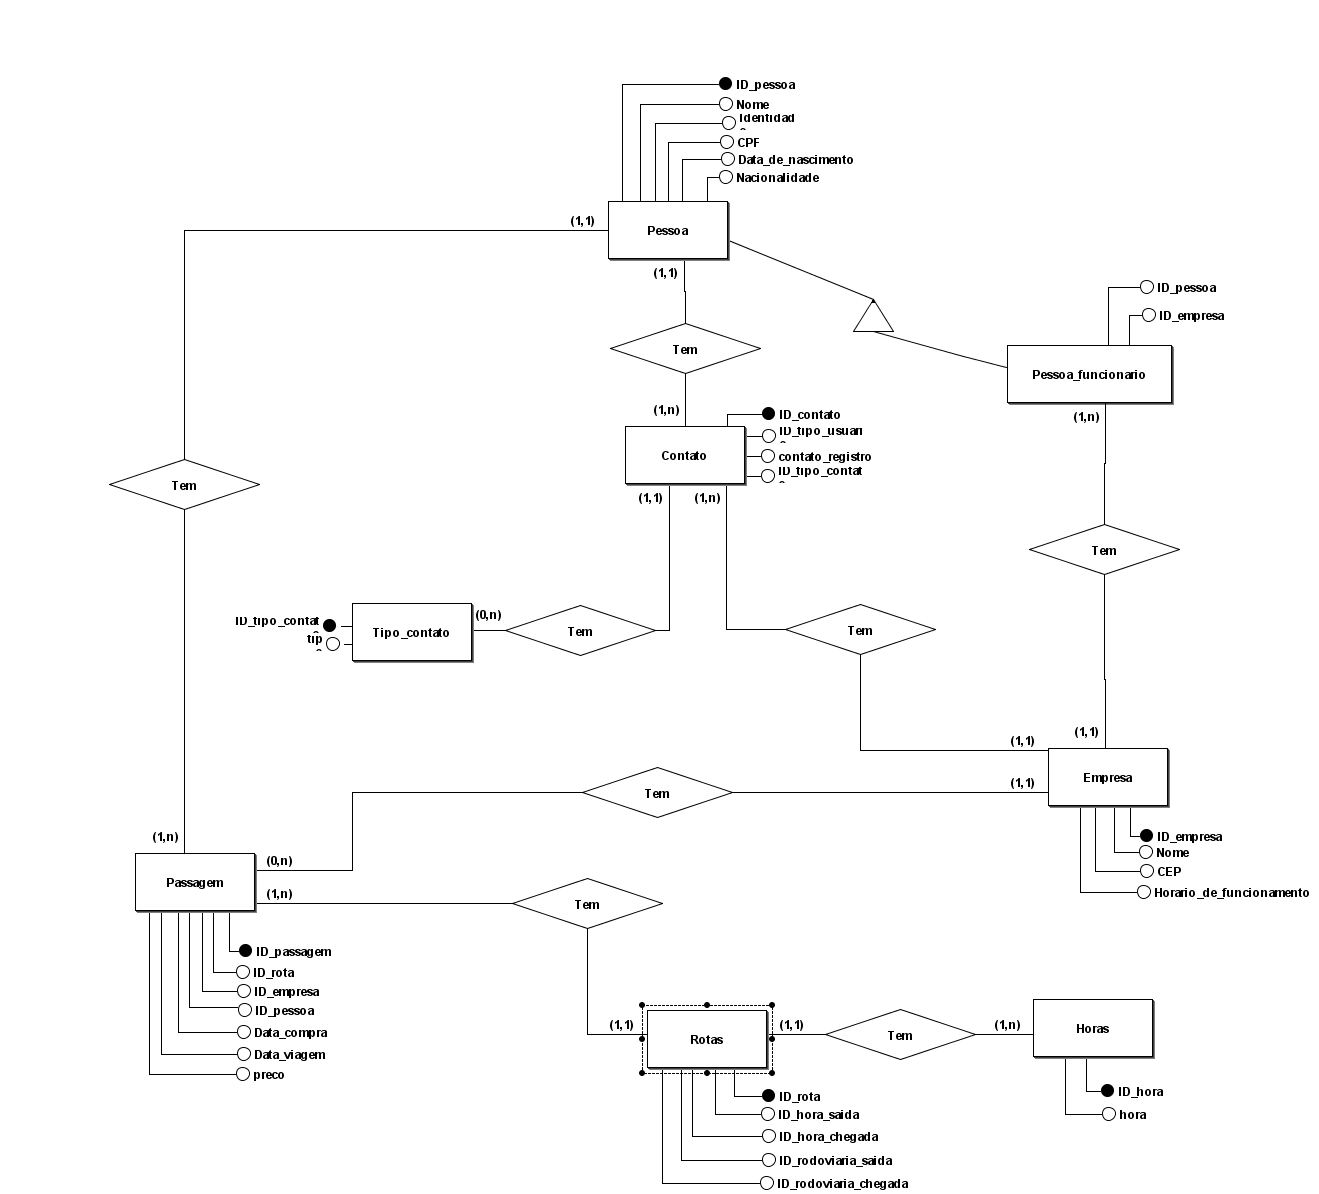 ID_pessoa
Nome
Identidad
CPF
Data_de_nascimento
Nacionalidade
(1,1)
Pessoa
(1,1)
ID_pessoa
ID_empresa
Tem
Pessoa_funcionario
(1,n)
(1,n)
ID_contato
ID_tipo_usuari
Contato
contato_registro
ID_tipo_contat
Tem
(1,1)
(1,n)
Tem
ID_tipo_contat
tip
Tipo_contato
(0,n)
Tem
Tem
(1,1)
(1,1)
Empresa
(1,1)
Tem
ID_empresa
Nome
CEP
Horario_de_funcionamento
(1,n)
(0,n)
Passagem
(1,n)
Tem
ID_passagem
ID_rota
ID_empresa
ID_pessoa
Data_compra
Data_viagem
preco
(1,1)
Rotas
(1,1)
Tem
(1,n)
Horas
ID_rota
ID_hora_saida
ID_hora_chegada
ID_rodoviaria_saida
ID_rodoviaria_chegada
ID_hora
hora